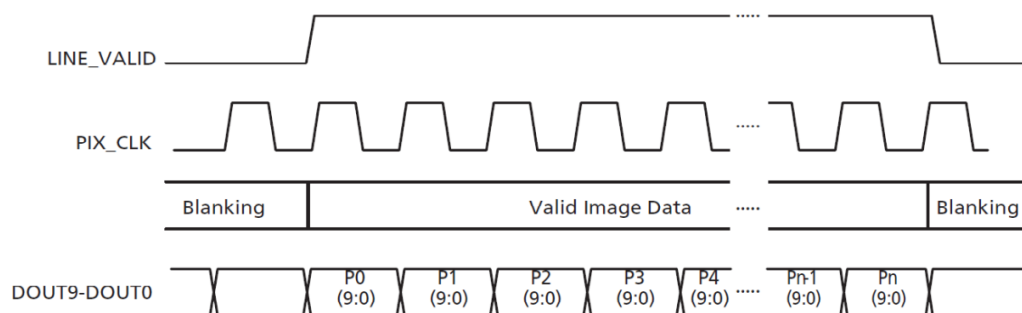 LINE_VALID
.....
PIX_CLK
.....
Blanking Valid Image Data ..... Blanking
P0 P1 P2 P3 P4 Pn-1 Pn
DOUT9-DOUT0 (9:0) (9:0) (9:0) (9:0) (9:0) ..... (9:0) (9:0)